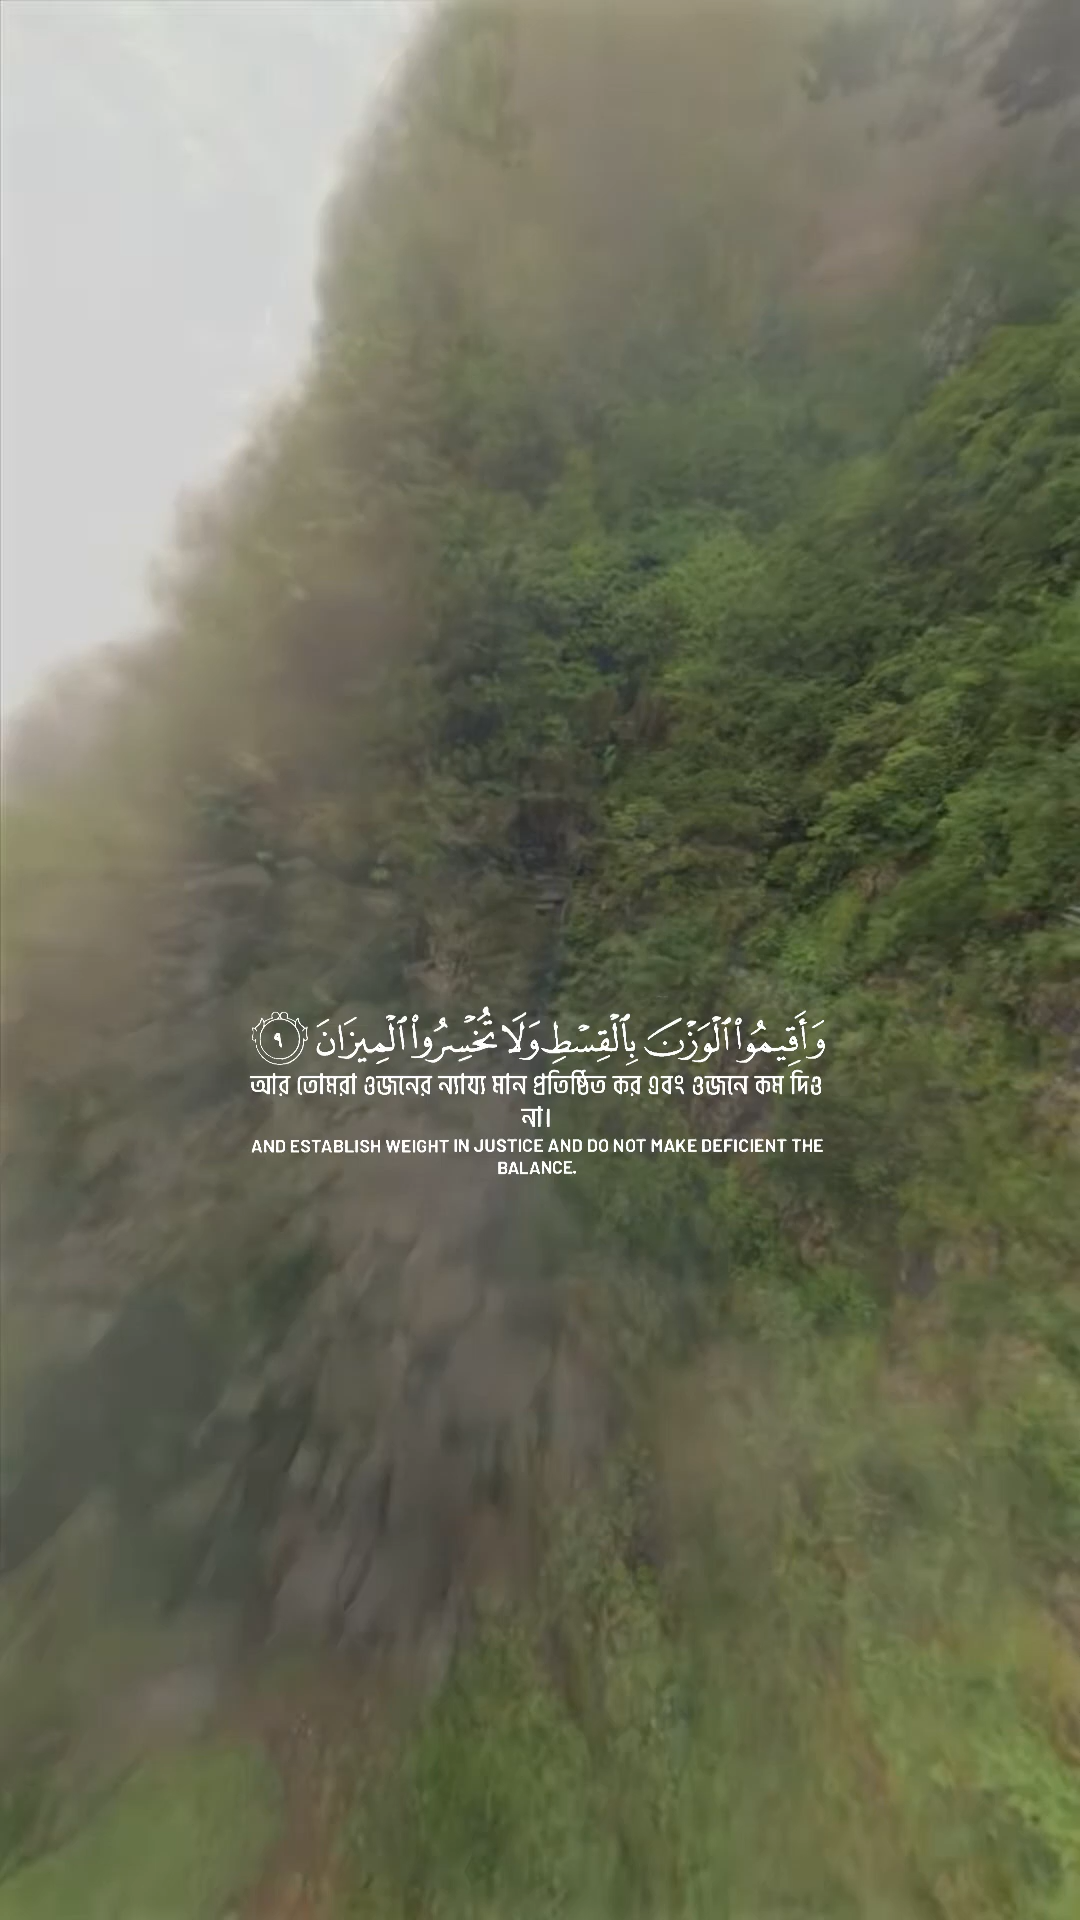 وَأَقِيمُوا۟ ٱلْوَزْنَ بِٱلْقِسْطِ وَلَا تُخْسِرُوا۟ ٱلْمِيزَانَ ٩
আর তোমরা ওজনের ন্যায্য মান প্রতিষ্ঠিত কর এবং ওজনে কম দিও
না।
AND ESTABLISH WEIGHT IN JUSTICE AND DO NOT MAKE DEFICIENT THE
BALANCE.